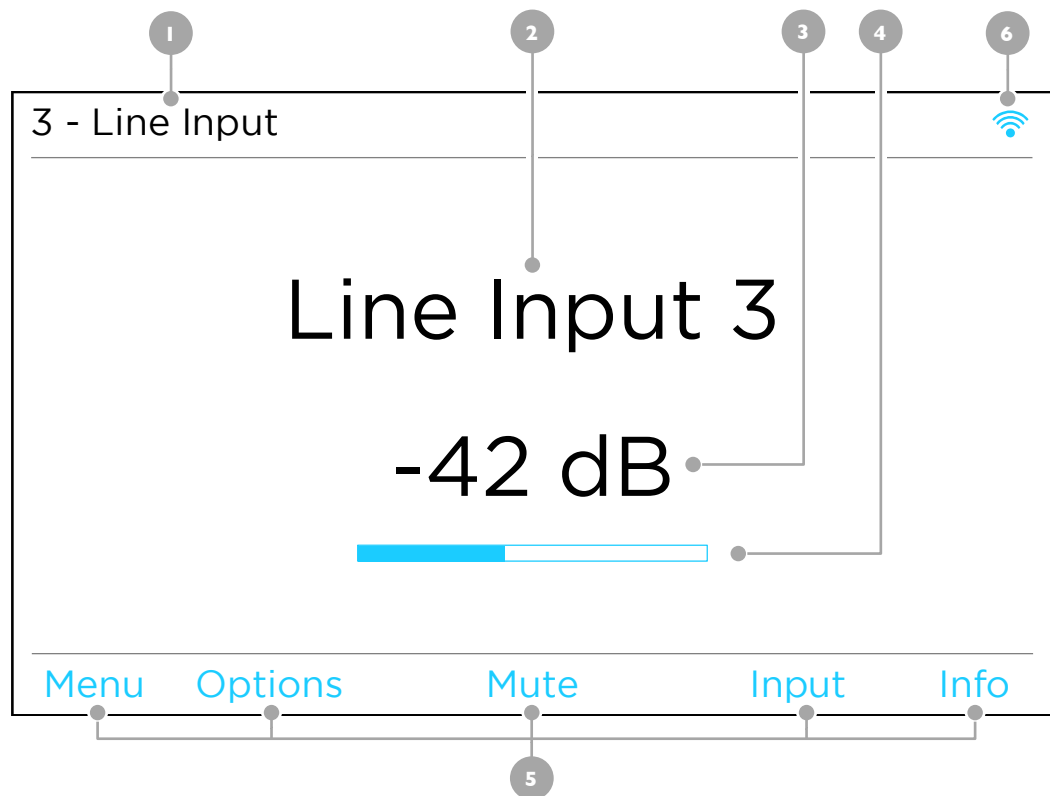 1 2 3 4 6
3 - Line Input
Line Input 3
-42 dB
Menu Options Mute Input Info
5